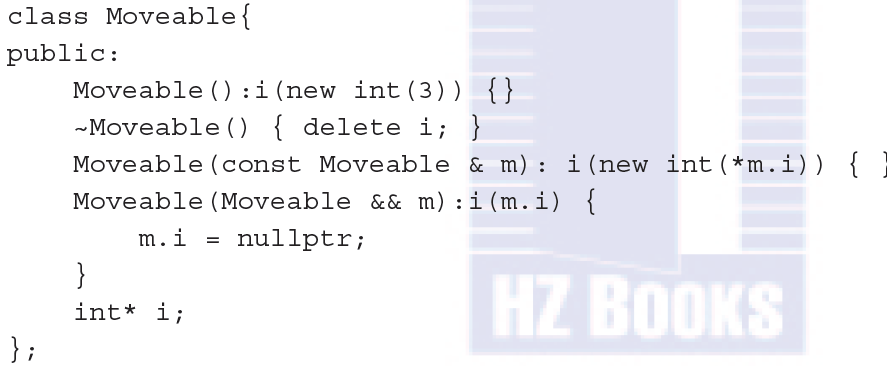 class Moveable{
public:
    Moveable():i(new int(3)) {}
    ~Moveable() { delete i; }
    Moveable(const Moveable & m): i(new int(*m.i)) { }
    Moveable(Moveable && m):i(m.i) {
        m.i = nullptr;
    }
    int* i;
};
HZ BOOKS